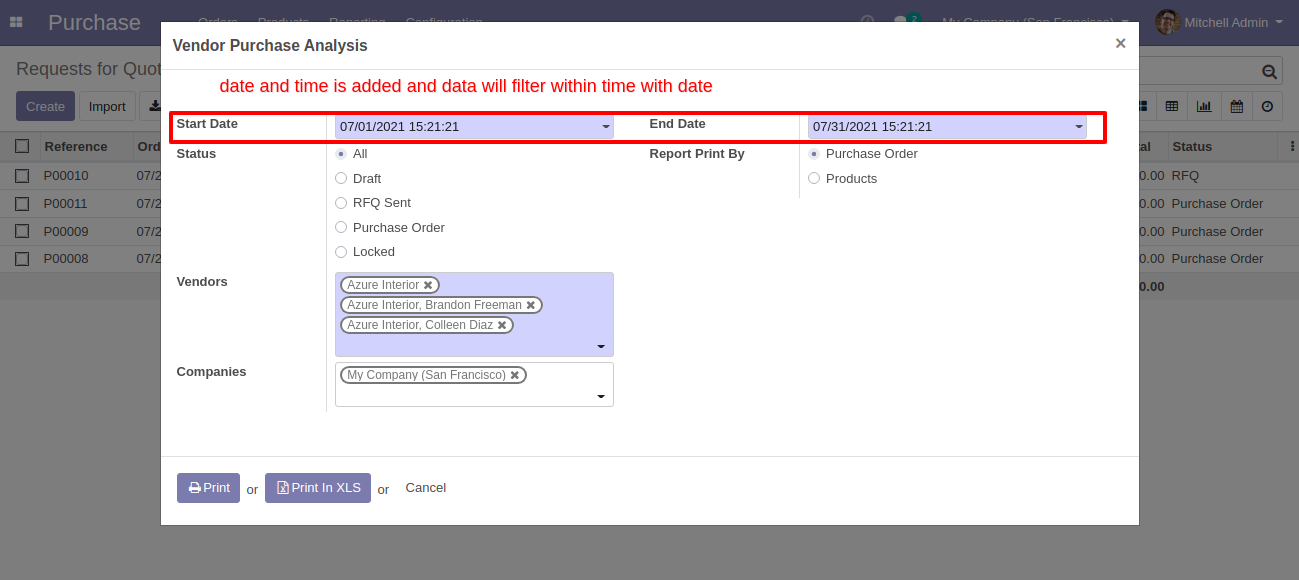 Purchase Orders Products Reporting Configuration 2 My Company (San Francisco) Mitchell Admin
Vendor Purchase Analysis ×
Requests for Quot
date and time is added and data will filter within time with date
Create Import
Start Date 07/01/2021 15:21:21 End Date 07/31/2021 15:21:21
Reference Ord al Status
Status All Report Print By Purchase Order
P00010 07/2 0.00 RFQ
Draft Products
P00011 07/2 0.00 Purchase Order
RFQ Sent
P00009 07/2 0.00 Purchase Order
Purchase Order
P00008 07/2 0.00 Purchase Order
Locked
Vendors Azure Interior
0.00
Azure Interior, Brandon Freeman
Azure Interior, Colleen Diaz
Companies My Company (San Francisco)
Print or Print In XLS or Cancel